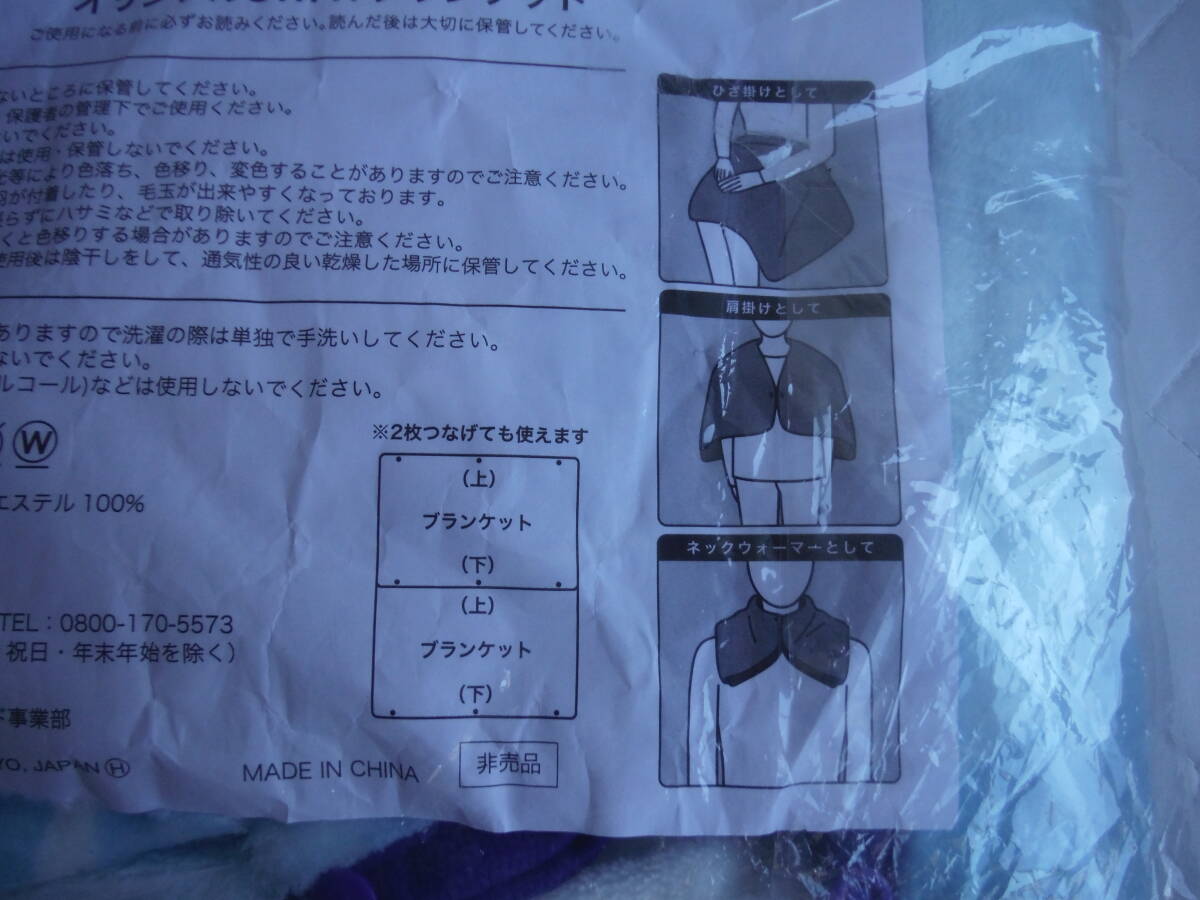 ご使用になる前に必ずお読みください。読んだ後は大切に保管してください。
ないところに保管してください。
保護者の管理下でご使用ください。
いでください。
は使用・保管しないでください。
等により色落ち、色移り、変色することがありますのでご注意ください。
が付着したり、毛玉が出来やすくなっております。
らずにハサミなどで取り除いてください。
くと色移りする場合がありますのでご注意ください。
使用後は陰干しをして、通気性の良い乾燥した場所に保管してください。
ありますので洗濯の際は単独で手洗いしてください。
ないでください。
ルコール)などは使用しないでください。
W
エステル 100%
TEL:0800-170-5573
祝日・年末年始を除く)
事業部
YO, JAPAN Ⓗ
MADE IN CHINA
非売品
※2枚つなげても使えます
(上)
ブランケット
(下)
(上)
ブランケット
(下)
ひざ掛けとして
肩掛けとして
ネックウォーマーとして